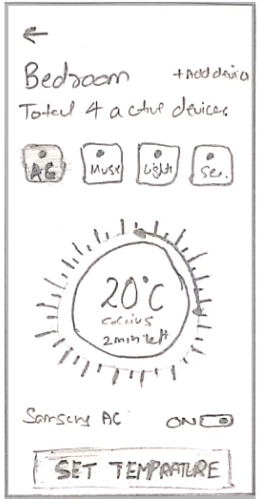 Bedroom
+Add devic
Total 4 active devices
AC
Music
Light
Sec.
20°C
celcius
2min left
Samsung AC ON
SET TEMPRATURE